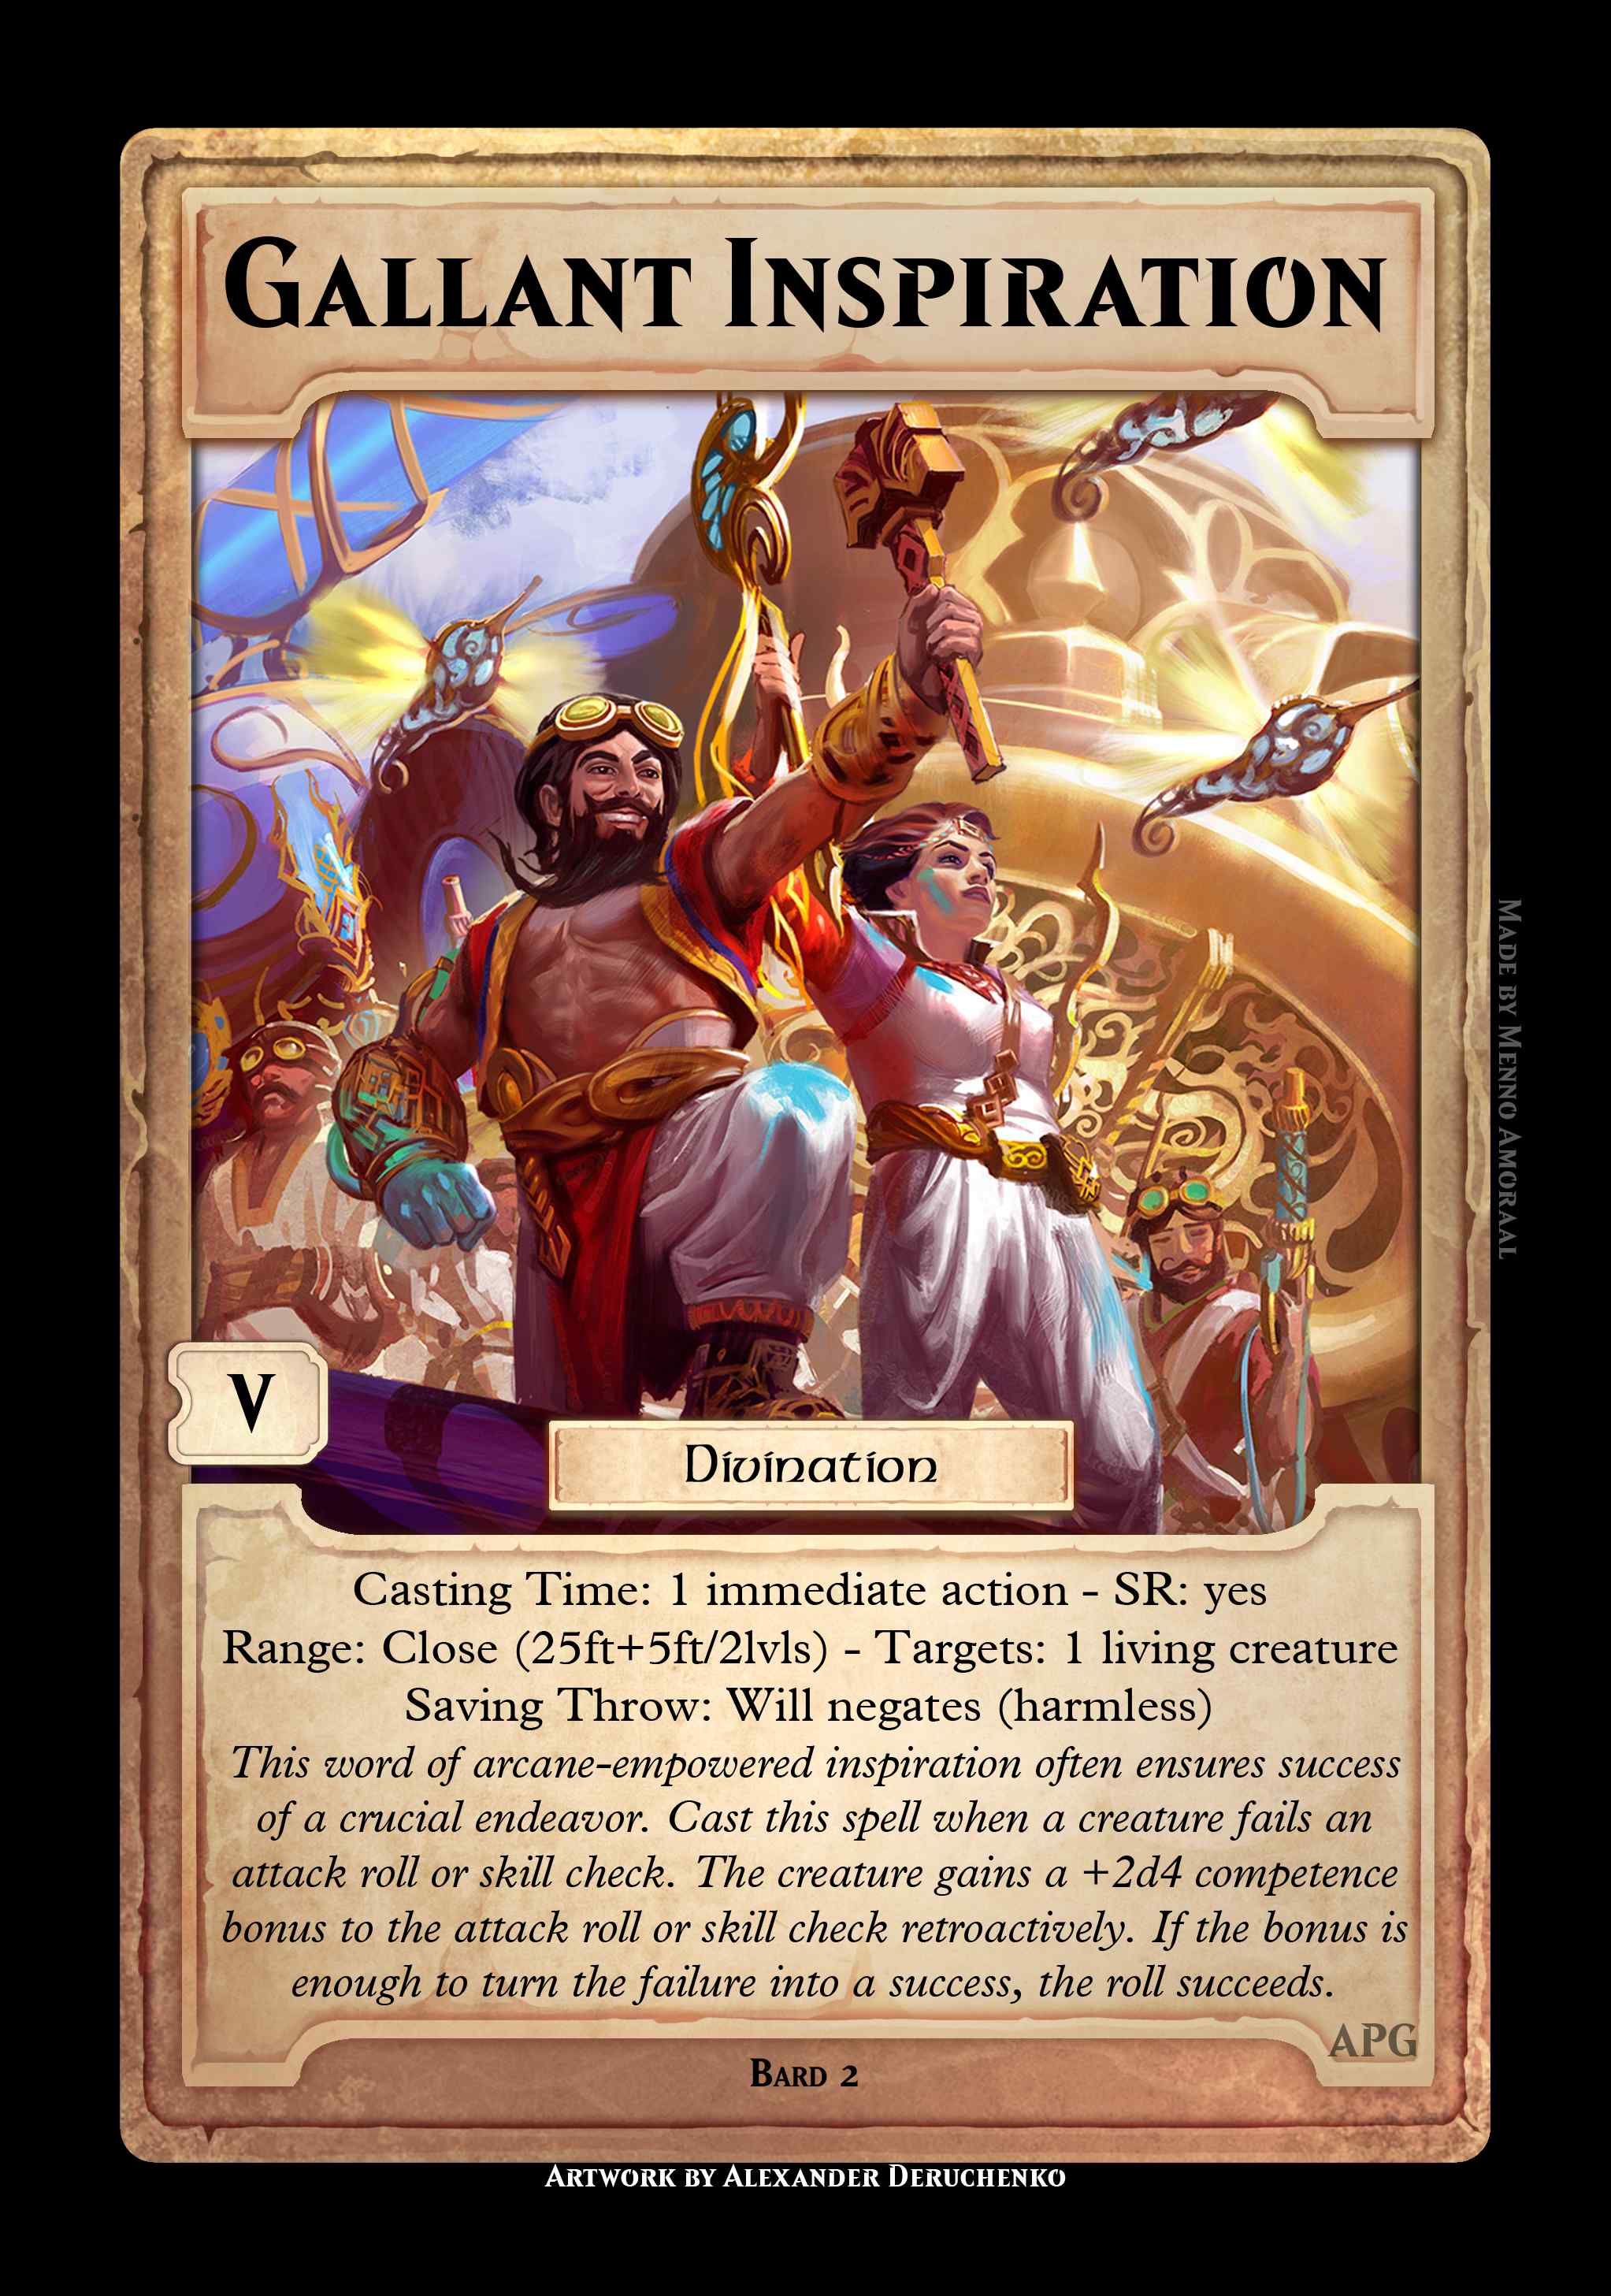 Gallant Inspiration
V
Divination
Casting Time: 1 immediate action - SR: yes
Range: Close (25ft+5ft/2lvls) - Targets: 1 living creature
Saving Throw: Will negates (harmless)
This word of arcane-empowered inspiration often ensures success
of a crucial endeavor. Cast this spell when a creature fails an
attack roll or skill check. The creature gains a +2d4 competence
bonus to the attack roll or skill check retroactively. If the bonus is
enough to turn the failure into a success, the roll succeeds.
APG
Bard 2
Artwork by Alexander Deruchenko
Made by Menno Amoraal